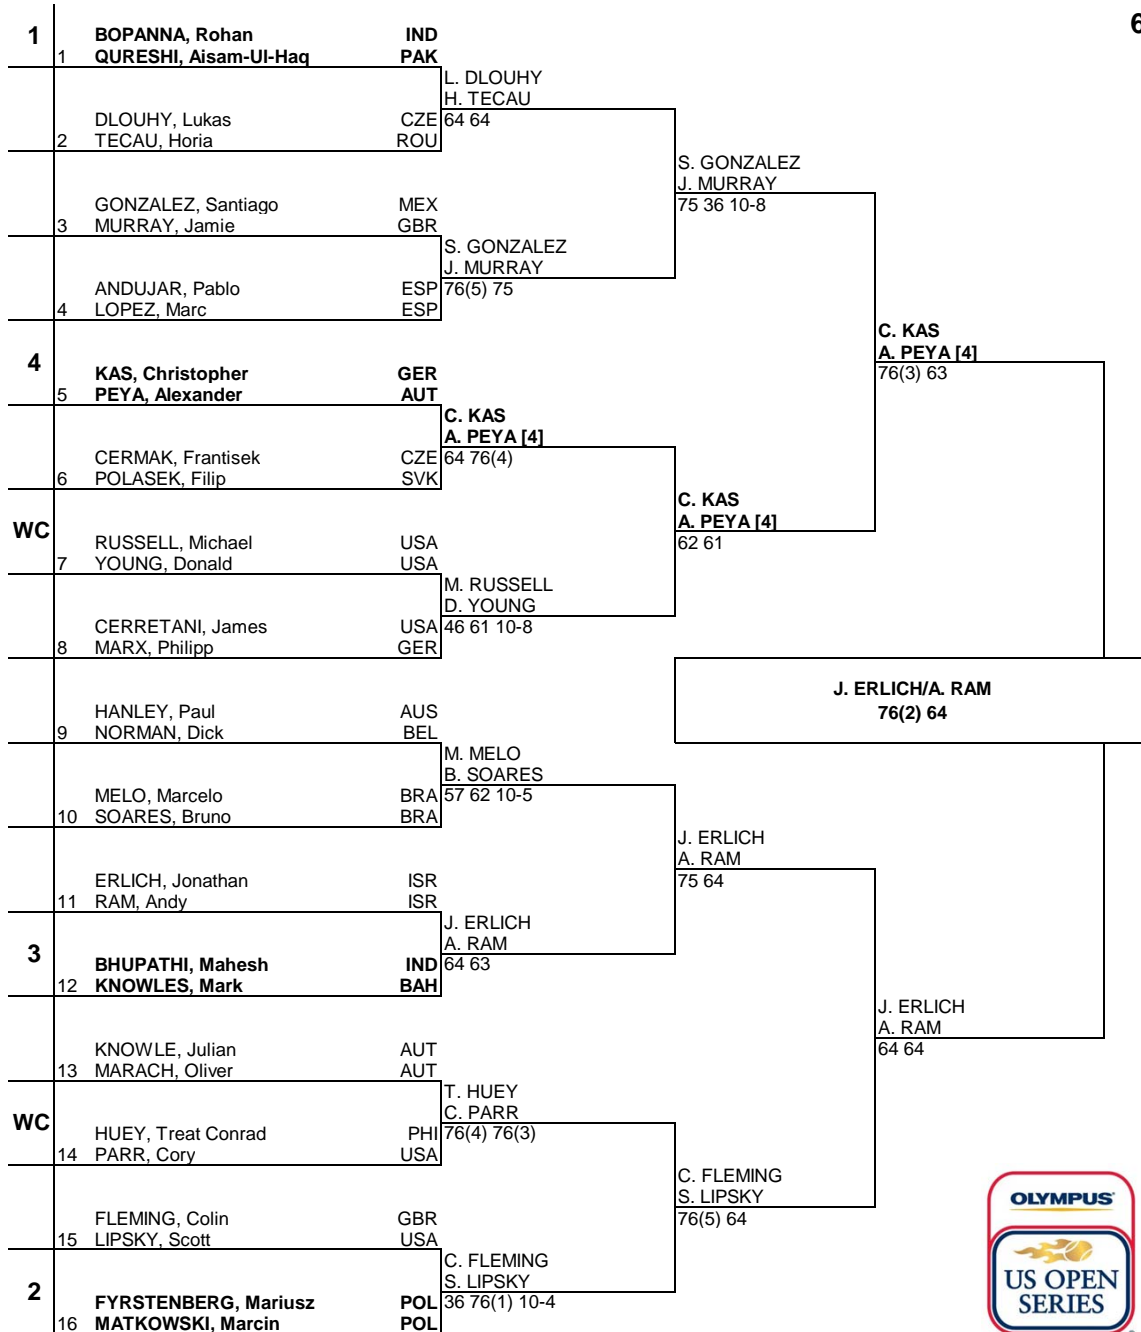 6
1 BOPANNA, Rohan IND
1 QURESHI, Aisam-Ul-Haq PAK
L. DLOUHY
H. TECAU
DLOUHY, Lukas CZE 64 64
2 TECAU, Horia ROU
S. GONZALEZ
J. MURRAY
GONZALEZ, Santiago MEX 75 36 10-8
3 MURRAY, Jamie GBR
S. GONZALEZ
J. MURRAY
ANDUJAR, Pablo ESP 76(5) 75
4 LOPEZ, Marc ESP
C. KAS
A. PEYA [4]
76(3) 63
4 KAS, Christopher GER
5 PEYA, Alexander AUT
C. KAS
A. PEYA [4]
CERMAK, Frantisek CZE 64 76(4)
6 POLASEK, Filip SVK
C. KAS
A. PEYA [4]
62 61
WC RUSSELL, Michael USA
7 YOUNG, Donald USA
M. RUSSELL
D. YOUNG
CERRETANI, James USA 46 61 10-8
8 MARX, Philipp GER
J. ERLICH/A. RAM
76(2) 64
HANLEY, Paul AUS
9 NORMAN, Dick BEL
M. MELO
B. SOARES
MELO, Marcelo BRA 57 62 10-5
10 SOARES, Bruno BRA
J. ERLICH
A. RAM
75 64
ERLICH, Jonathan ISR
11 RAM, Andy ISR
J. ERLICH
A. RAM
3 BHUPATHI, Mahesh IND 64 63
12 KNOWLES, Mark BAH
J. ERLICH
A. RAM
64 64
KNOWLE, Julian AUT
13 MARACH, Oliver AUT
T. HUEY
C. PARR
WC HUEY, Treat Conrad PHI 76(4) 76(3)
14 PARR, Cory USA
C. FLEMING
S. LIPSKY
76(5) 64
FLEMING, Colin GBR
15 LIPSKY, Scott USA
C. FLEMING
S. LIPSKY
2 FYRSTENBERG, Mariusz POL 36 76(1) 10-4
16 MATKOWSKI, Marcin POL
OLYMPUS
US OPEN
SERIES